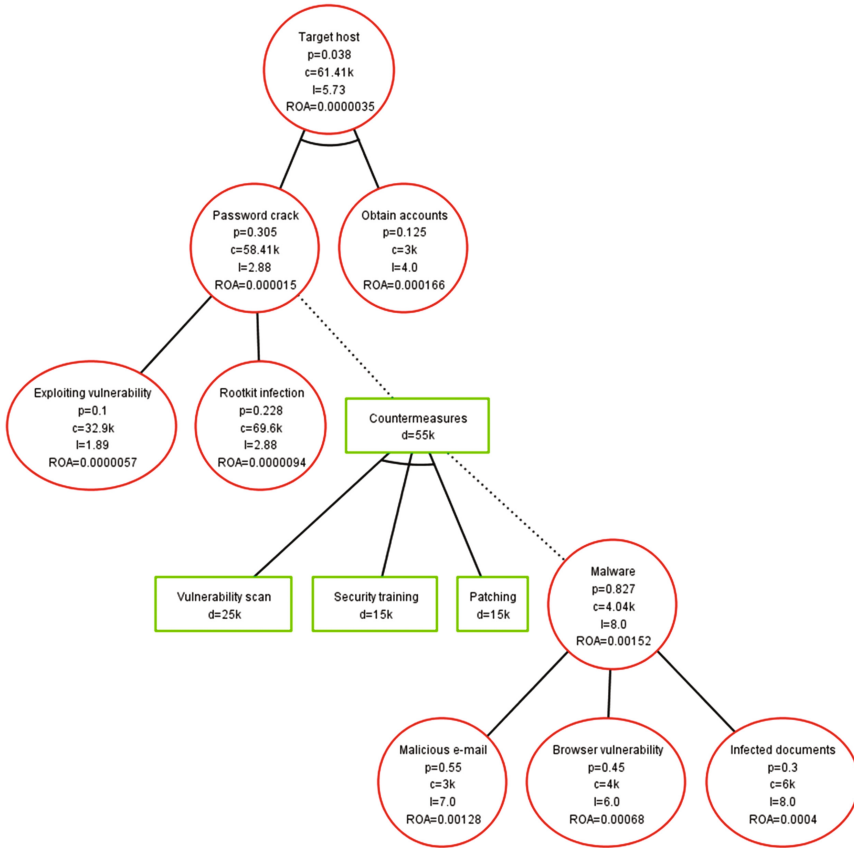 Target host
p=0.038
c=61.41k
I=5.73
ROA=0.0000035
Password crack
p=0.305
c=58.41k
I=2.88
ROA=0.000015
Obtain accounts
p=0.125
c=3k
I=4.0
ROA=0.000166
Exploiting vulnerability
p=0.1
c=32.9k
I=1.89
ROA=0.0000057
Rootkit infection
p=0.228
c=69.6k
I=2.88
ROA=0.0000094
Countermeasures
d=55k
Vulnerability scan
d=25k
Security training
d=15k
Patching
d=15k
Malware
p=0.827
c=4.04k
I=8.0
ROA=0.00152
Malicious e-mail
p=0.55
c=3k
I=7.0
ROA=0.00128
Browser vulnerability
p=0.45
c=4k
I=6.0
ROA=0.00068
Infected documents
p=0.3
c=6k
I=8.0
ROA=0.0004